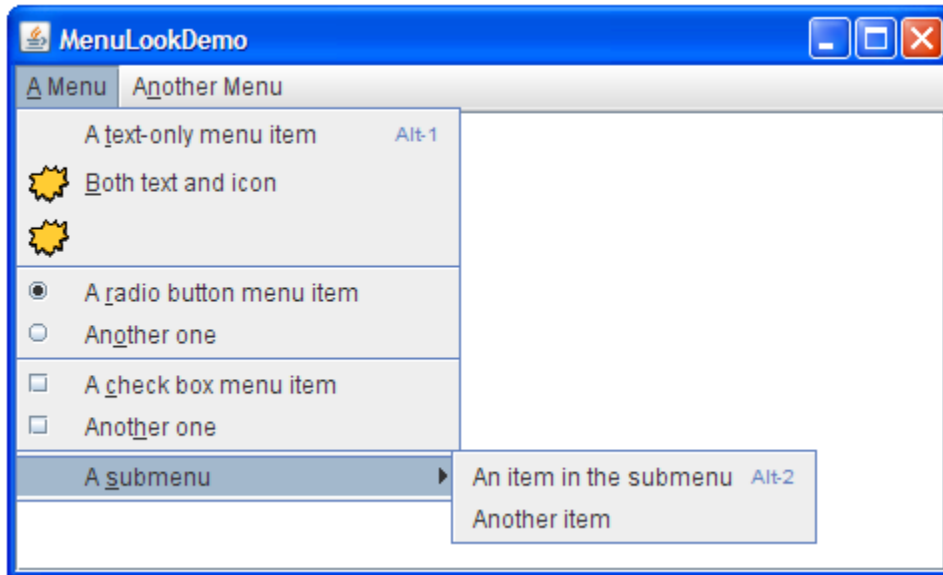 MenuLookDemo
A Menu Another Menu
A text-only menu item Alt-1
Both text and icon
A radio button menu item
Another one
A check box menu item
Another one
A submenu
An item in the submenu Alt-2
Another item